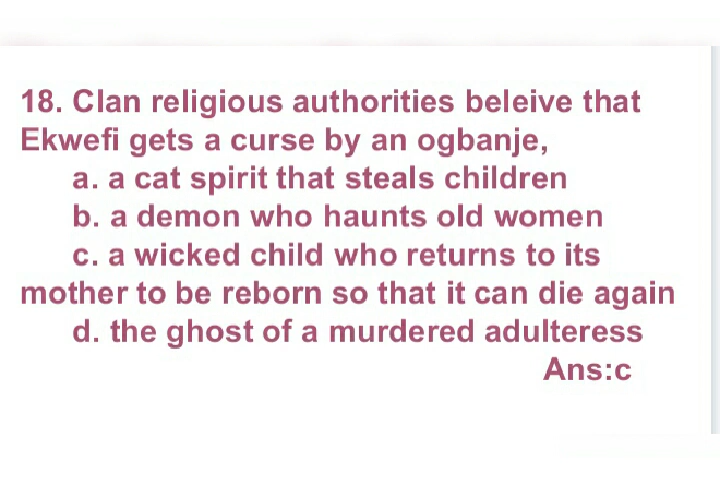 18. Clan religious authorities beleive that
Ekwefi gets a curse by an ogbanje,
a. a cat spirit that steals children
b. a demon who haunts old women
c. a wicked child who returns to its
mother to be reborn so that it can die again
d. the ghost of a murdered adulteress
Ans:c